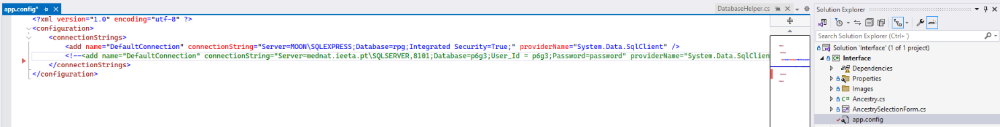 app.config*
DatabaseHelper.cs
<?xml version="1.0" encoding="utf-8" ?>
<configuration>
<connectionStrings>
<add name="DefaultConnection" connectionString="Server=MOON\SQLEXPRESS;Database=rpg;Integrated Security=True;" providerName="System.Data.SqlClient" />
<!--<add name="DefaultConnection" connectionString="Server=mednat.ieeta.pt\SQLSERVER,8101;Database=p6g3;User_Id = p6g3;Password=password" providerName="System.Data.SqlClien
</connectionStrings>
</configuration>
Solution Explorer
Search Solution Explorer (Ctrl+´)
Solution 'Interface' (1 of 1 project)
Interface
Dependencies
Properties
Images
C# Ancestry.cs
AncestrySelectionForm.cs
app.config